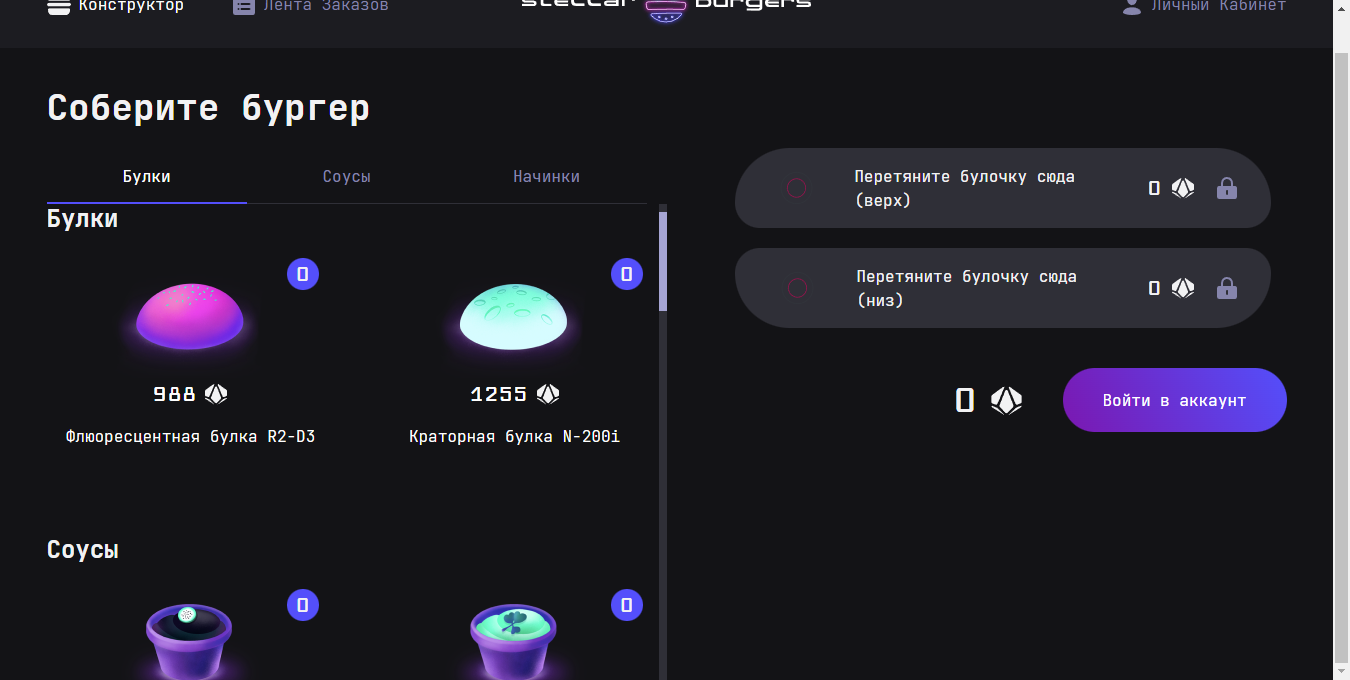 Конструктор
Лента Заказов
stellar burgers
Личный Кабинет
Соберите бургер
Булки
Соусы
Начинки
Булки
0
0
988
1255
Флюоресцентная булка R2-D3
Краторная булка N-200i
Соусы
0
0
Перетяните булочку сюда
(верх)
0
Перетяните булочку сюда
(низ)
0
0
Войти в аккаунт